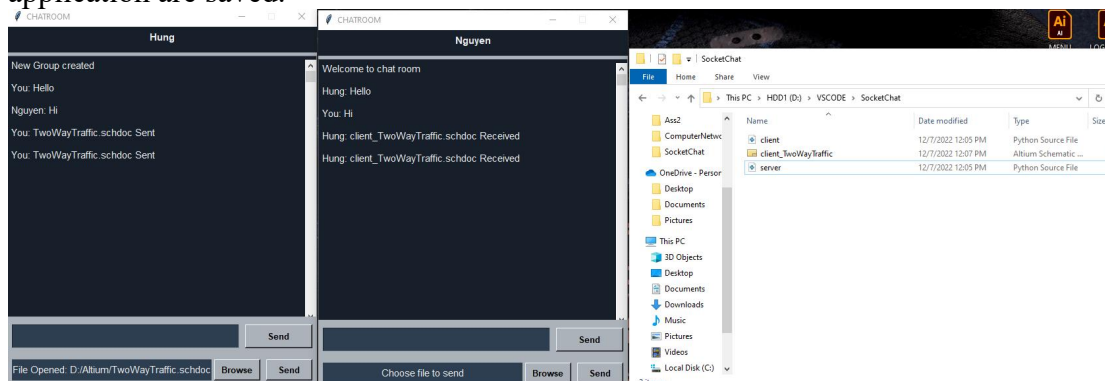 application are saved.
CHATROOM
Hung
New Group created
You: Hello
Nguyen: Hi
You: TwoWayTraffic.schdoc Sent
You: TwoWayTraffic.schdoc Sent
Send
File Opened: D:/Altium/TwoWayTraffic.schdoc Browse Send
CHATROOM
Nguyen
Welcome to chat room
Hung: Hello
You: Hi
Hung: client_TwoWayTraffic.schdoc Received
Hung: client_TwoWayTraffic.schdoc Received
Send
Choose file to send Browse Send
Ai
AI
MENU
SocketChat
File Home Share View
This PC > HDD1 (D:) > VSCODE > SocketChat
Ass2
ComputerNetwc
SocketChat
OneDrive - Person
Desktop
Documents
Pictures
This PC
3D Objects
Desktop
Documents
Downloads
Music
Pictures
Videos
Local Disk (C:)
Name Date modified Type Size
client 12/7/2022 12:05 PM Python Source File
client_TwoWayTraffic 12/7/2022 12:07 PM Altium Schematic ...
server 12/7/2022 12:05 PM Python Source File